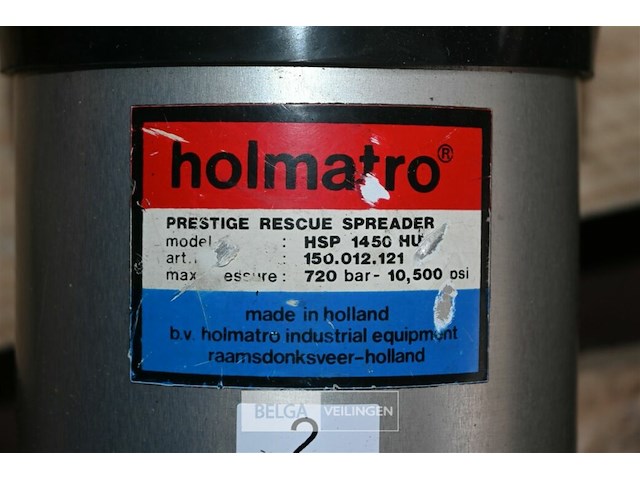 holmatro®
PRESTIGE RESCUE SPREADER
model : HSP 1450 HU
art. : 150.012.121
max : 720 bar - 10,500 psi
made in holland
b.v. holmatro industrial equipment
raamsdonksveer-holland
BELGA VEILINGEN
2